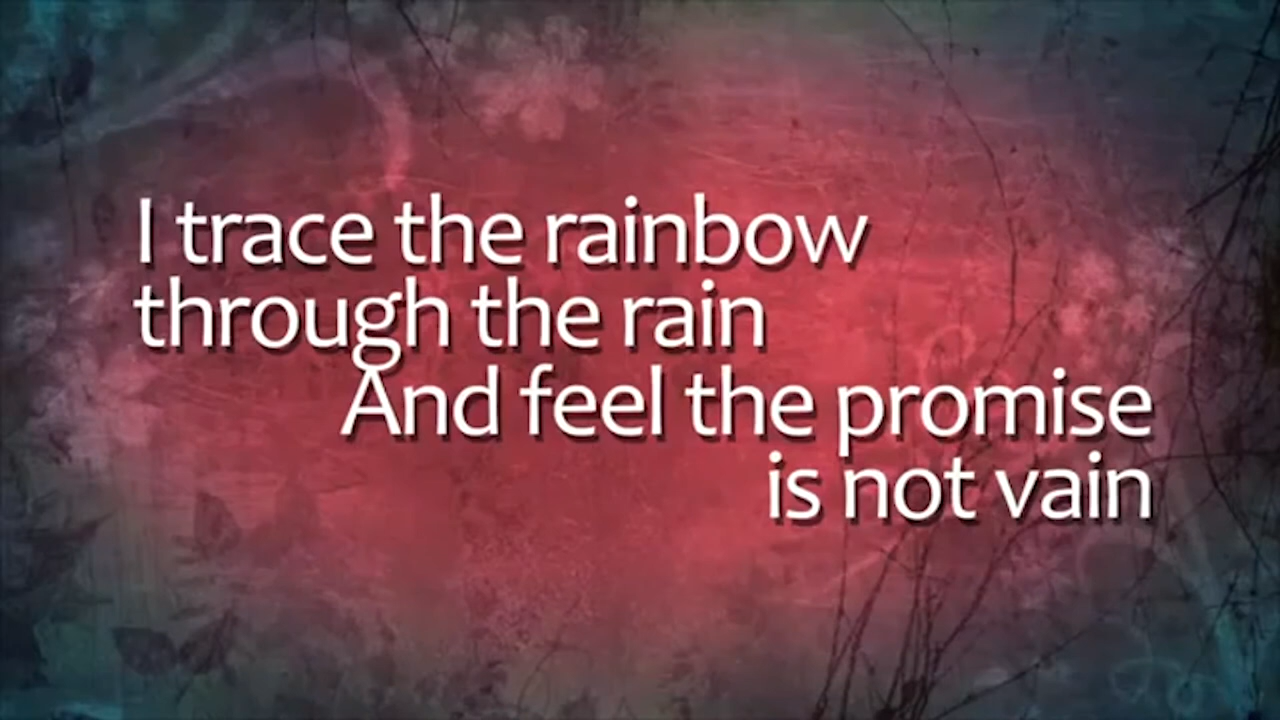 I trace the rainbow
through the rain
And feel the promise
is not vain